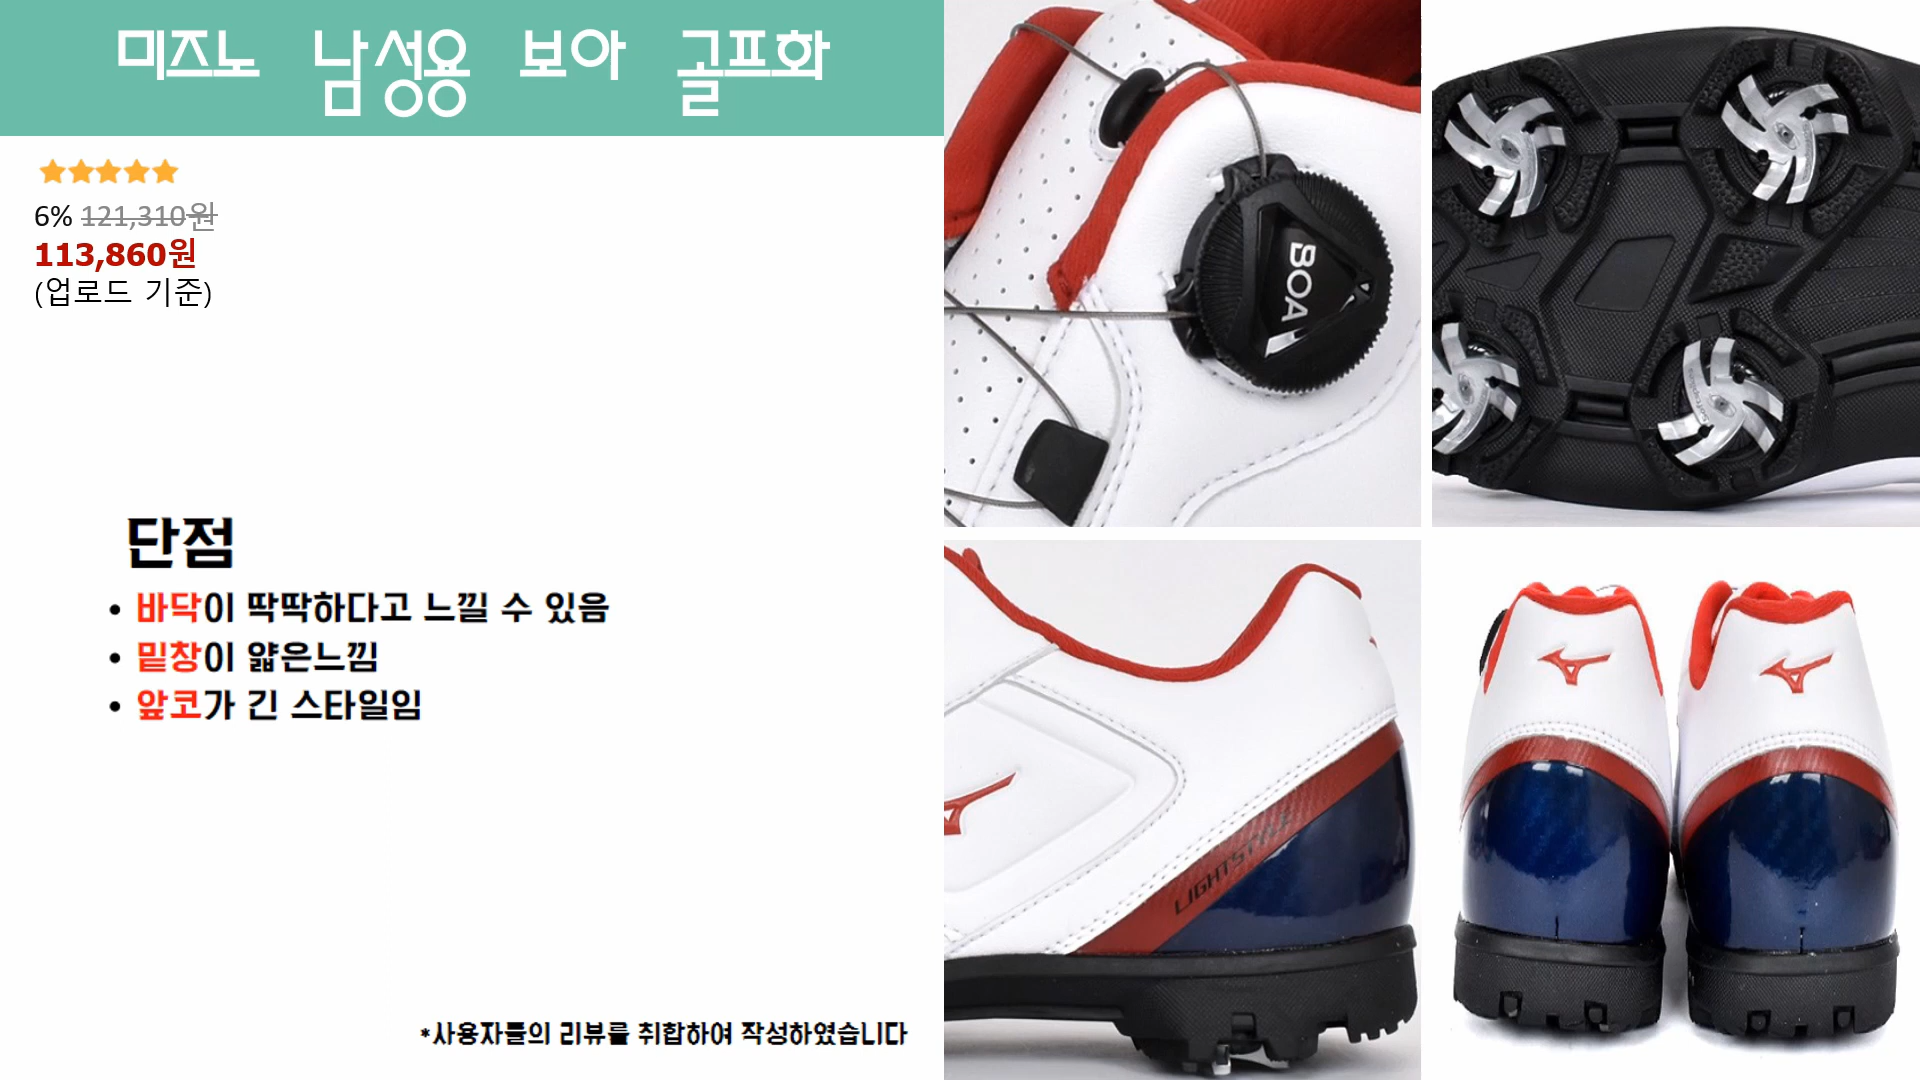 미즈노 남성용 보아 골프화
6% 121,310원
113,860원
(업로드 기준)
단점
• 바닥이 딱딱하다고 느낄 수 있음
• 밑창이 얇은느낌
• 앞코가 긴 스타일임
*사용자들의 리뷰를 취합하여 작성하였습니다
BOA
LIGHTSTYLE